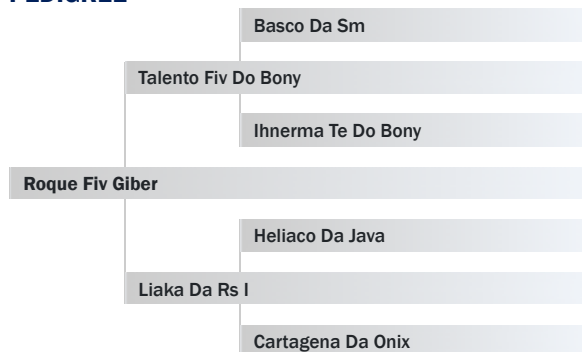 Basco Da Sm
Talento Fiv Do Bony
Ihnerma Te Do Bony
Roque Fiv Giber
Heliaco Da Java
Liaka Da Rs I
Cartagena Da Onix